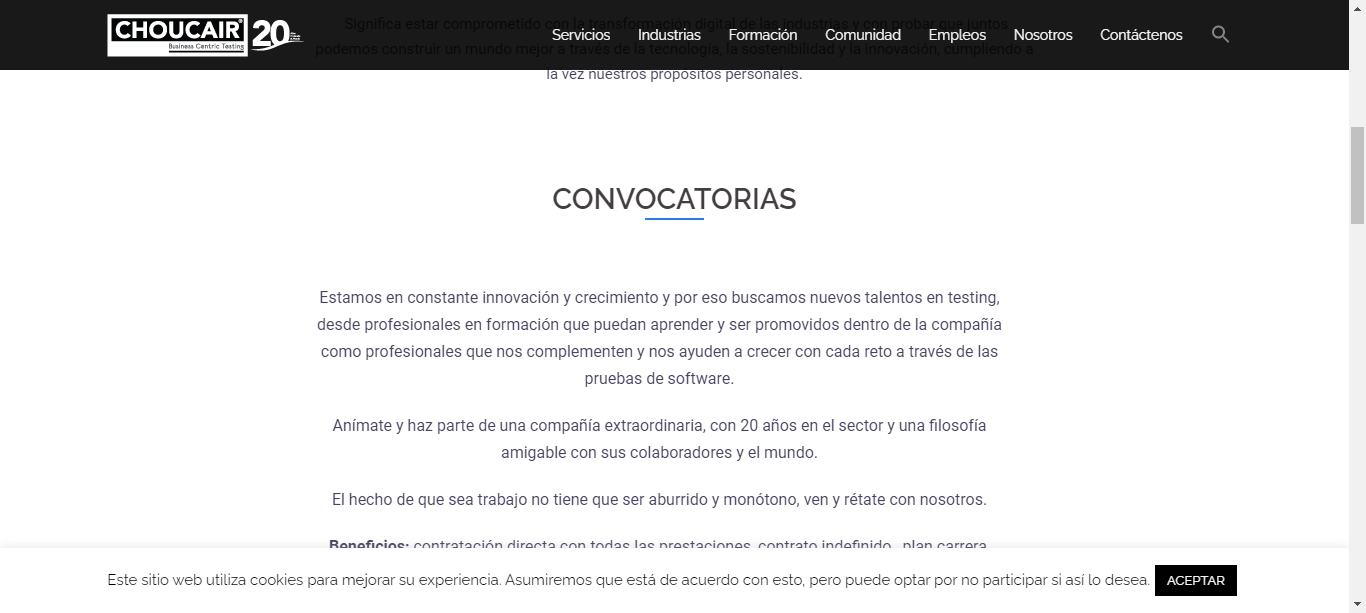 CHOUCAIR®
Business Centric Testing
20
Servicios Industrias Formación Comunidad Empleos Nosotros Contáctenos
Significa estar comprometido con la transformación digital de las industrias y con probar que juntos
podemos construir un mundo mejor a través de la tecnología, la sostenibilidad y la innovación, cumpliendo a
la vez nuestros propósitos personales.
CONVOCATORIAS
Estamos en constante innovación y crecimiento y por eso buscamos nuevos talentos en testing,
desde profesionales en formación que puedan aprender y ser promovidos dentro de la compañía
como profesionales que nos complementen y nos ayuden a crecer con cada reto a través de las
pruebas de software.
Anímate y haz parte de una compañía extraordinaria, con 20 años en el sector y una filosofía
amigable con sus colaboradores y el mundo.
El hecho de que sea trabajo no tiene que ser aburrido y monótono, ven y rétate con nosotros.
Beneficios: contratación directa con todas las prestaciones, contrato indefinido, plan carrera,
Este sitio web utiliza cookies para mejorar su experiencia. Asumiremos que está de acuerdo con esto, pero puede optar por no participar si así lo desea. ACEPTAR